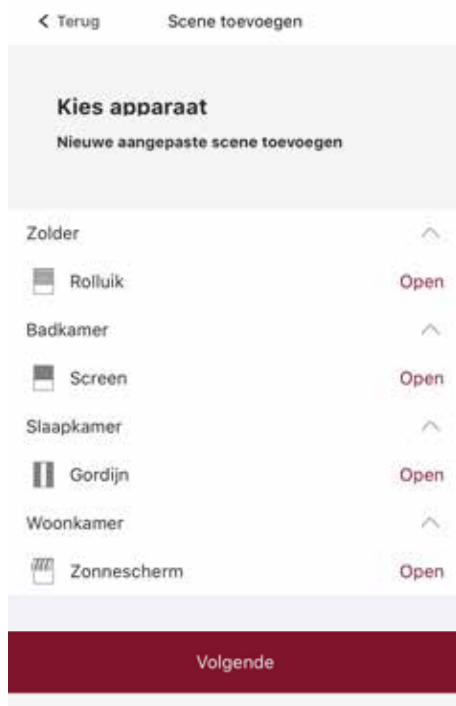 Terug Scene toevoegen
Kies apparaat
Nieuwe aangepaste scene toevoegen
Zolder
Rolluik Open
Badkamer
Screen Open
Slaapkamer
Gordijn Open
Woonkamer
Zonnescherm Open
Volgende